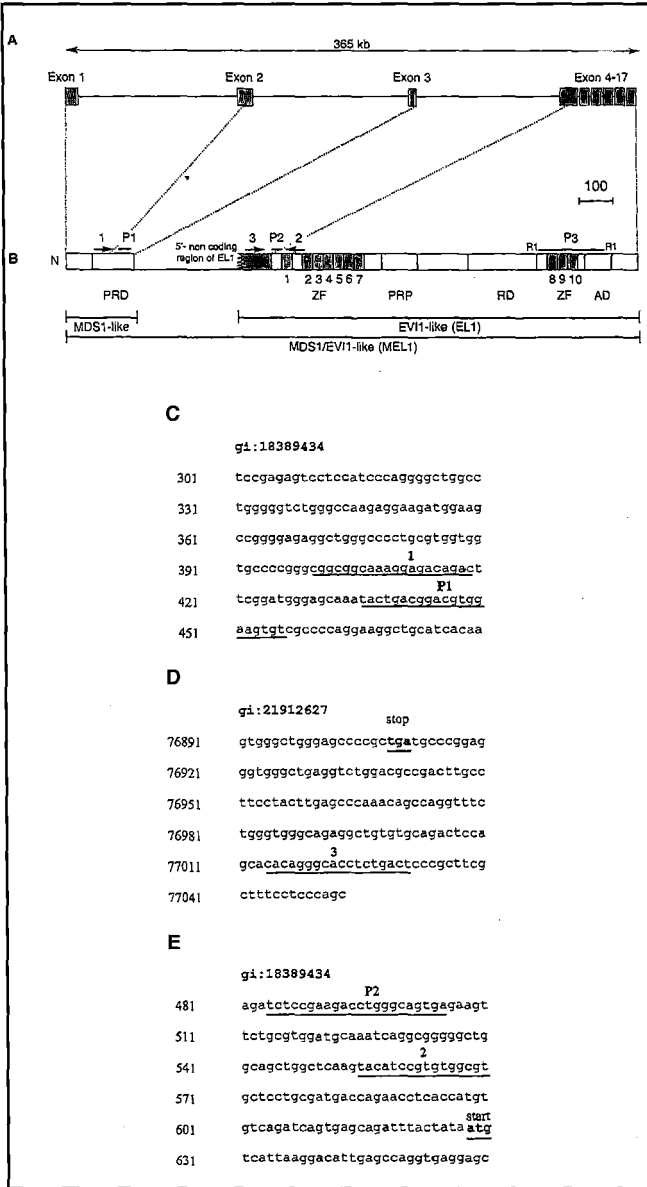 A
365 kb
Exon 1 Exon 2 Exon 3 Exon 4-17
100
1 P1 5'- non coding region of EL1 3 P2 2 P3
B N R1 R1
1 2 3 4 5 6 7 8 9 10
PRD ZF PRP RD ZF AD
MDS1-like EVI1-like (EL1)
MDS1/EVI1-like (MEL1)
C
gi:18389434
301 tccgagagtcctccatcccaggggctggcc
331 tgggggtctgggccaagaggaagatggaag
361 ccggggagaggctgggcccctgcgtggtgg
391 tgccccgggcggcggcaaaggagacagact
1
421 tcggatgggagcaaatactgacggacgtgg
P1
451 aagtgtcgccccaggaaggctgcatcacaa
D
gi:21912627
stop
76891 gtgggctgggagccccgctgatgcccggag
76921 ggtgggctgaggtctggacgccgacttgcc
76951 ttcctacttgagcccaaacagccaggtttc
76981 tgggtgggcagaggctgtgtgcagactcca
77011 gcacacagggcacctctgactcccgcttcg
3
77041 ctttcctcccagc
E
gi:18389434
P2
481 agatctccgaagacctgggcagtgagaagt
511 tctgcgtggatgcaaatcaggcgggggctg
541 gcagctggctcaagtacatccgtgtggcgt
2
571 gctcctgcgatgaccagaacctcaccatgt
601 gtcagatcagtgagcagatttactataatg
start
631 tcattaaggacattgagccaggtgaggagc